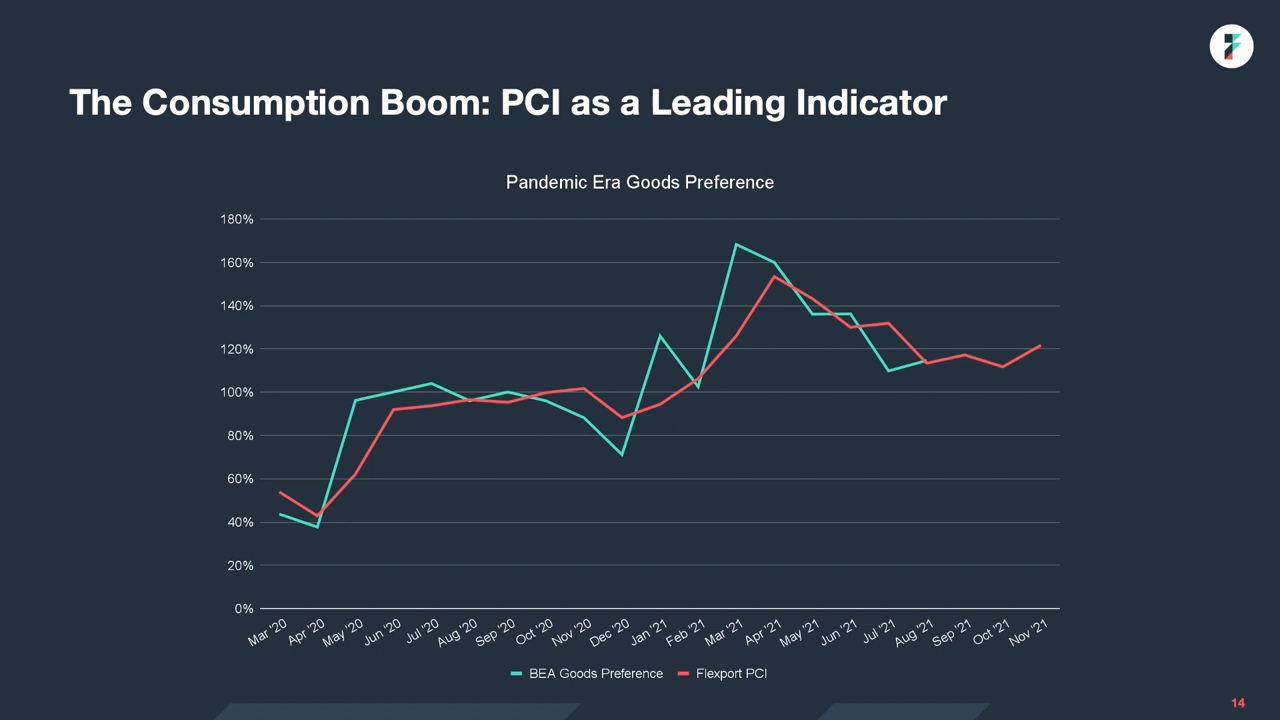 The Consumption Boom: PCI as a Leading Indicator
Pandemic Era Goods Preference
180%
160%
140%
120%
100%
80%
60%
40%
20%
0%
Mar '20 Apr '20 May '20 Jun '20 Jul '20 Aug '20 Sep '20 Oct '20 Nov '20 Dec '20 Jan '21 Feb '21 Mar '21 Apr '21 May '21 Jun '21 Jul '21 Aug '21 Sep '21 Oct '21 Nov '21
BEA Goods Preference Flexport PCI
14